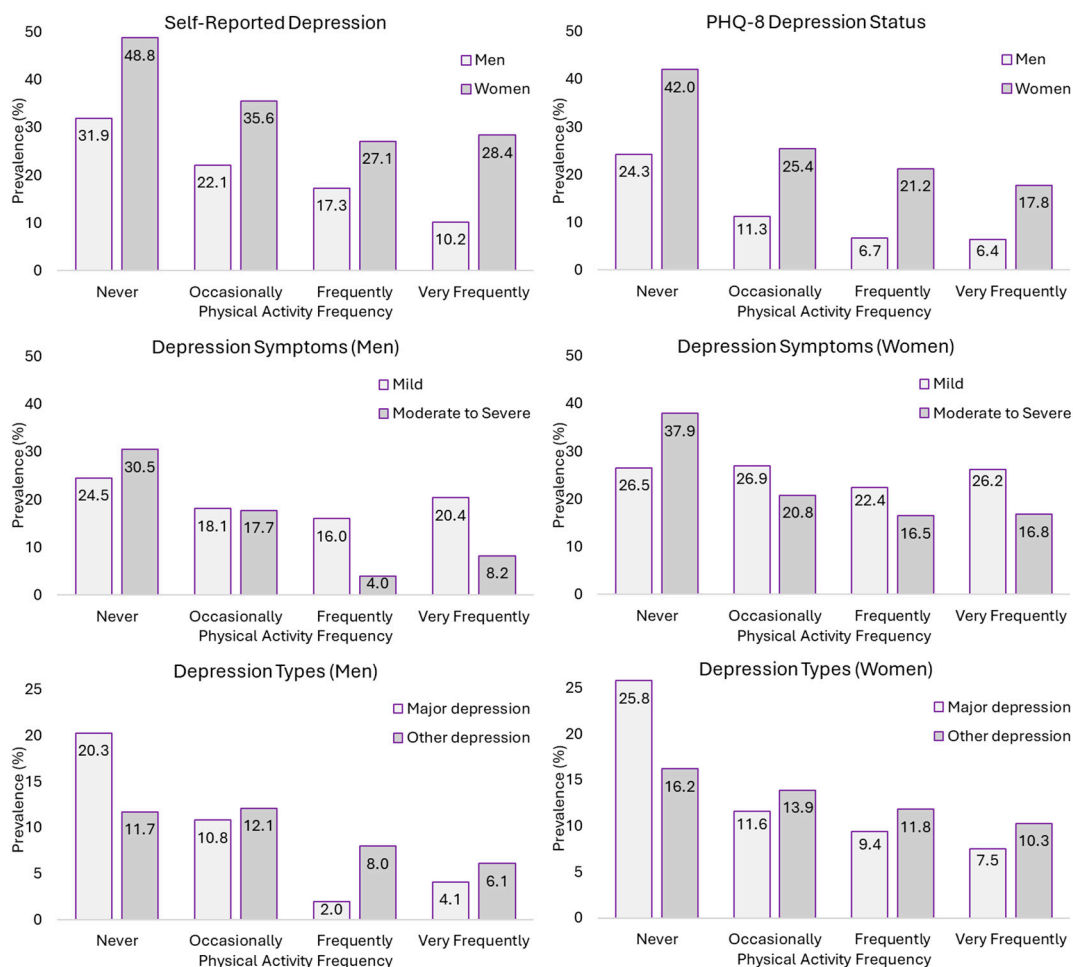 Self-Reported Depression
50
40
30
20
10
0
Prevalence (%)
Men
Women
31.9
48.8
22.1
35.6
17.3
27.1
10.2
28.4
Never Occasionally Frequently Very Frequently
Physical Activity Frequency
PHQ-8 Depression Status
50
40
30
20
10
0
Prevalence (%)
Men
Women
24.3
42.0
11.3
25.4
6.7
21.2
6.4
17.8
Never Occasionally Frequently Very Frequently
Physical Activity Frequency
Depression Symptoms (Men)
50
40
30
20
10
0
Prevalence (%)
Mild
Moderate to Severe
24.5
30.5
18.1
17.7
16.0
4.0
20.4
8.2
Never Occasionally Frequently Very Frequently
Physical Activity Frequency
Depression Symptoms (Women)
50
40
30
20
10
0
Prevalence (%)
Mild
Moderate to Severe
26.5
37.9
26.9
20.8
22.4
16.5
26.2
16.8
Never Occasionally Frequently Very Frequently
Physical Activity Frequency
Depression Types (Men)
25
20
15
10
5
0
Prevalence (%)
Major depression
Other depression
20.3
11.7
10.8
12.1
2.0
8.0
4.1
6.1
Never Occasionally Frequently Very Frequently
Physical Activity Frequency
Depression Types (Women)
25
20
15
10
5
0
Prevalence (%)
Major depression
Other depression
25.8
16.2
11.6
13.9
9.4
11.8
7.5
10.3
Never Occasionally Frequently Very Frequently
Physical Activity Frequency